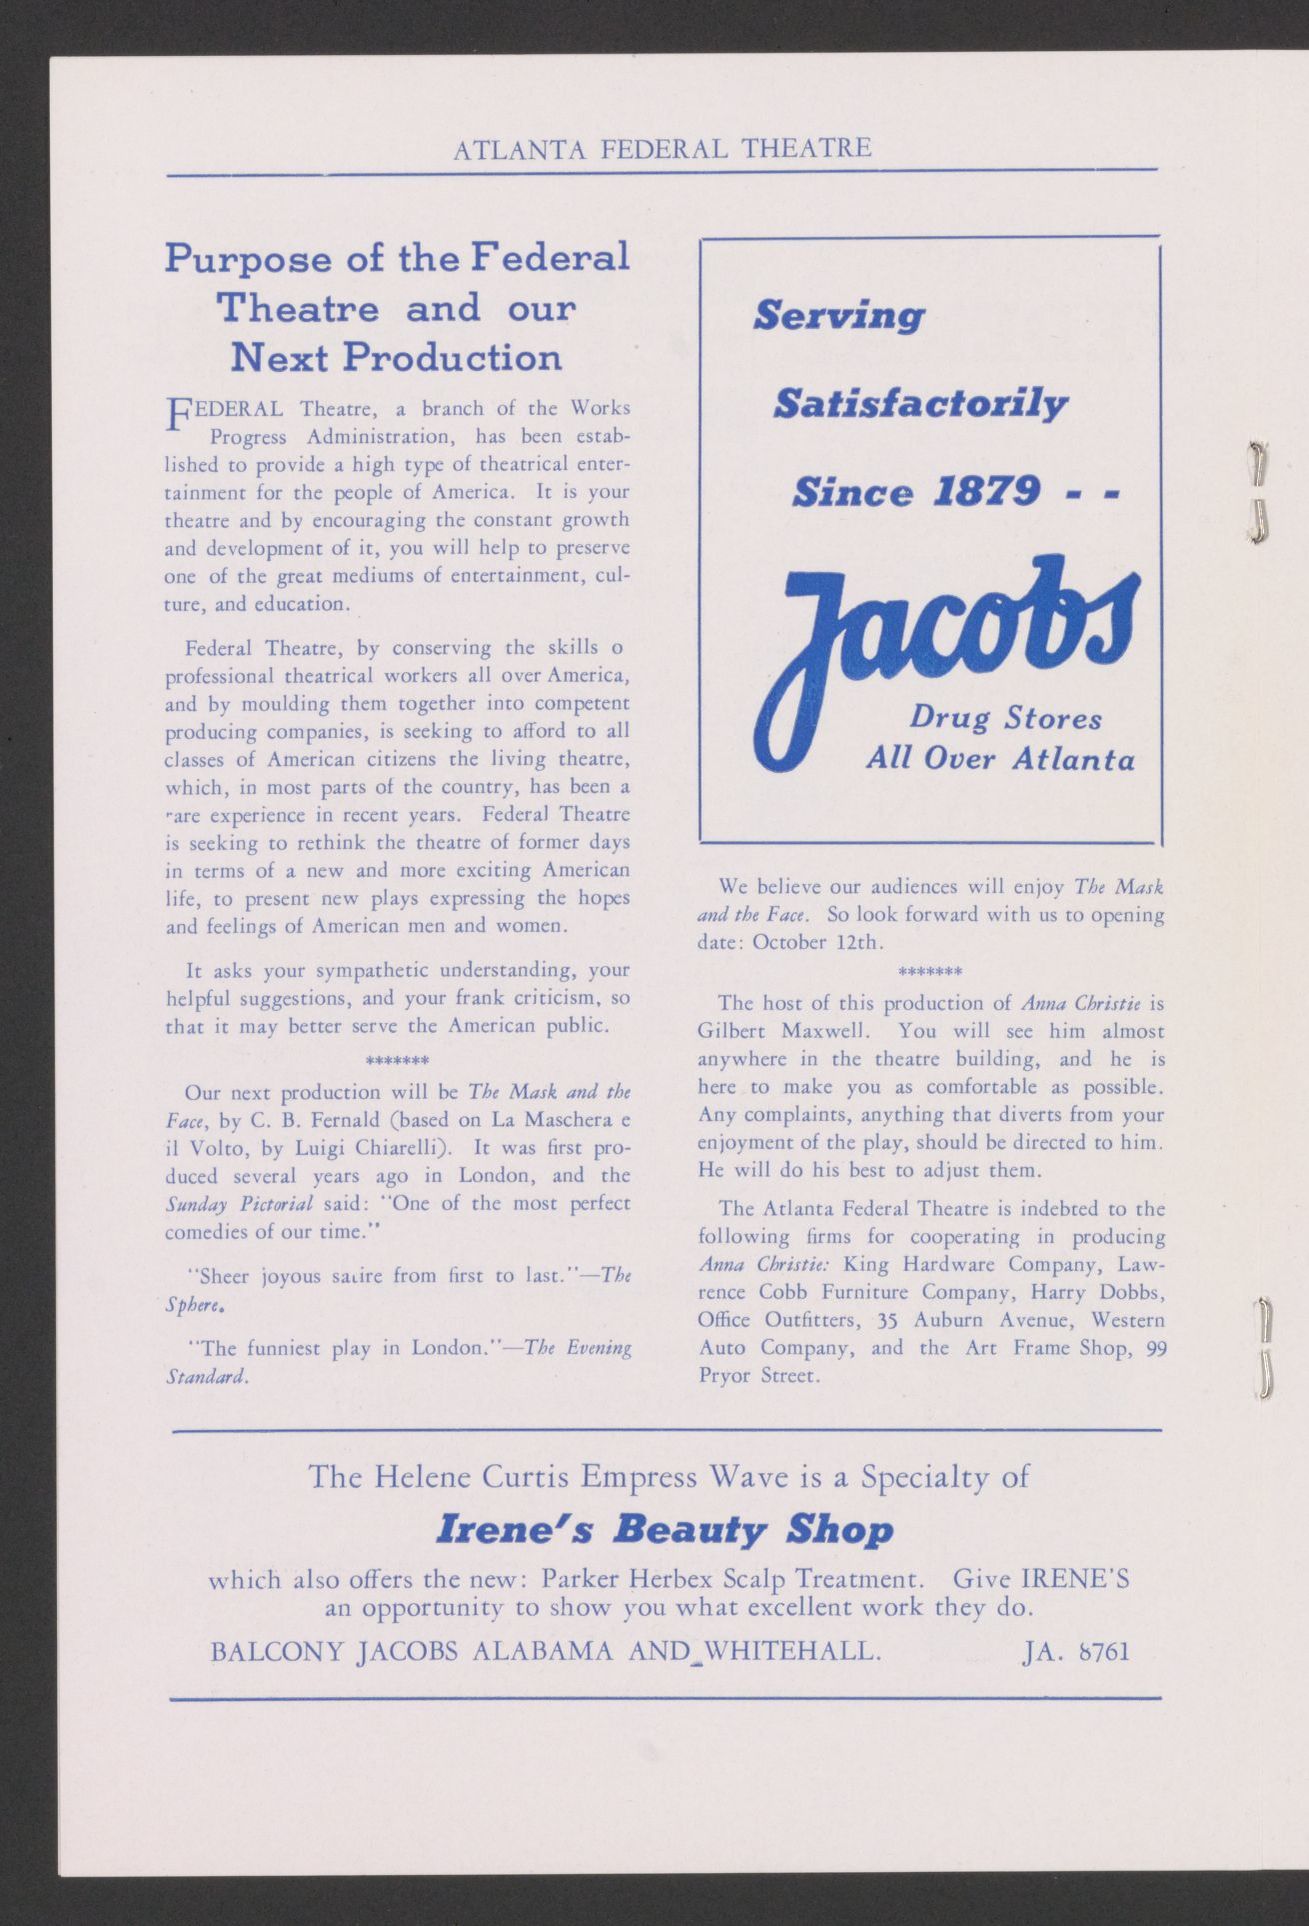 ATLANTA FEDERAL THEATRE
Purpose of the Federal
Theatre and our
Next Production
FEDERAL Theatre, a branch of the Works
Progress Administration, has been estab-
lished to provide a high type of theatrical enter-
tainment for the people of America. It is your
theatre and by encouraging the constant growth
and development of it, you will help to preserve
one of the great mediums of entertainment, cul-
ture, and education.
Federal Theatre, by conserving the skills o
professional theatrical workers all over America,
and by moulding them together into competent
producing companies, is seeking to afford to all
classes of American citizens the living theatre,
which, in most parts of the country, has been a
rare experience in recent years. Federal Theatre
is seeking to rethink the theatre of former days
in terms of a new and more exciting American
life, to present new plays expressing the hopes
and feelings of American men and women.
It asks your sympathetic understanding, your
helpful suggestions, and your frank criticism, so
that it may better serve the American public.
*******
Our next production will be The Mask and the
Face, by C. B. Fernald (based on La Maschera e
il Volto, by Luigi Chiarelli). It was first pro-
duced several years ago in London, and the
Sunday Pictorial said: "One of the most perfect
comedies of our time."
"Sheer joyous satire from first to last."—The
Sphere.
"The funniest play in London."—The Evening
Standard.
Serving
Satisfactorily
Since 1879 - -
Jacobs
Drug Stores
All Over Atlanta
We believe our audiences will enjoy The Mask
and the Face. So look forward with us to opening
date: October 12th.
*******
The host of this production of Anna Christie is
Gilbert Maxwell. You will see him almost
anywhere in the theatre building, and he is
here to make you as comfortable as possible.
Any complaints, anything that diverts from your
enjoyment of the play, should be directed to him.
He will do his best to adjust them.
The Atlanta Federal Theatre is indebted to the
following firms for cooperating in producing
Anna Christie: King Hardware Company, Law-
rence Cobb Furniture Company, Harry Dobbs,
Office Outfitters, 35 Auburn Avenue, Western
Auto Company, and the Art Frame Shop, 99
Pryor Street.
The Helene Curtis Empress Wave is a Specialty of
Irene's Beauty Shop
which also offers the new: Parker Herbex Scalp Treatment. Give IRENE'S
an opportunity to show you what excellent work they do.
BALCONY JACOBS ALABAMA AND WHITEHALL. JA. 8761